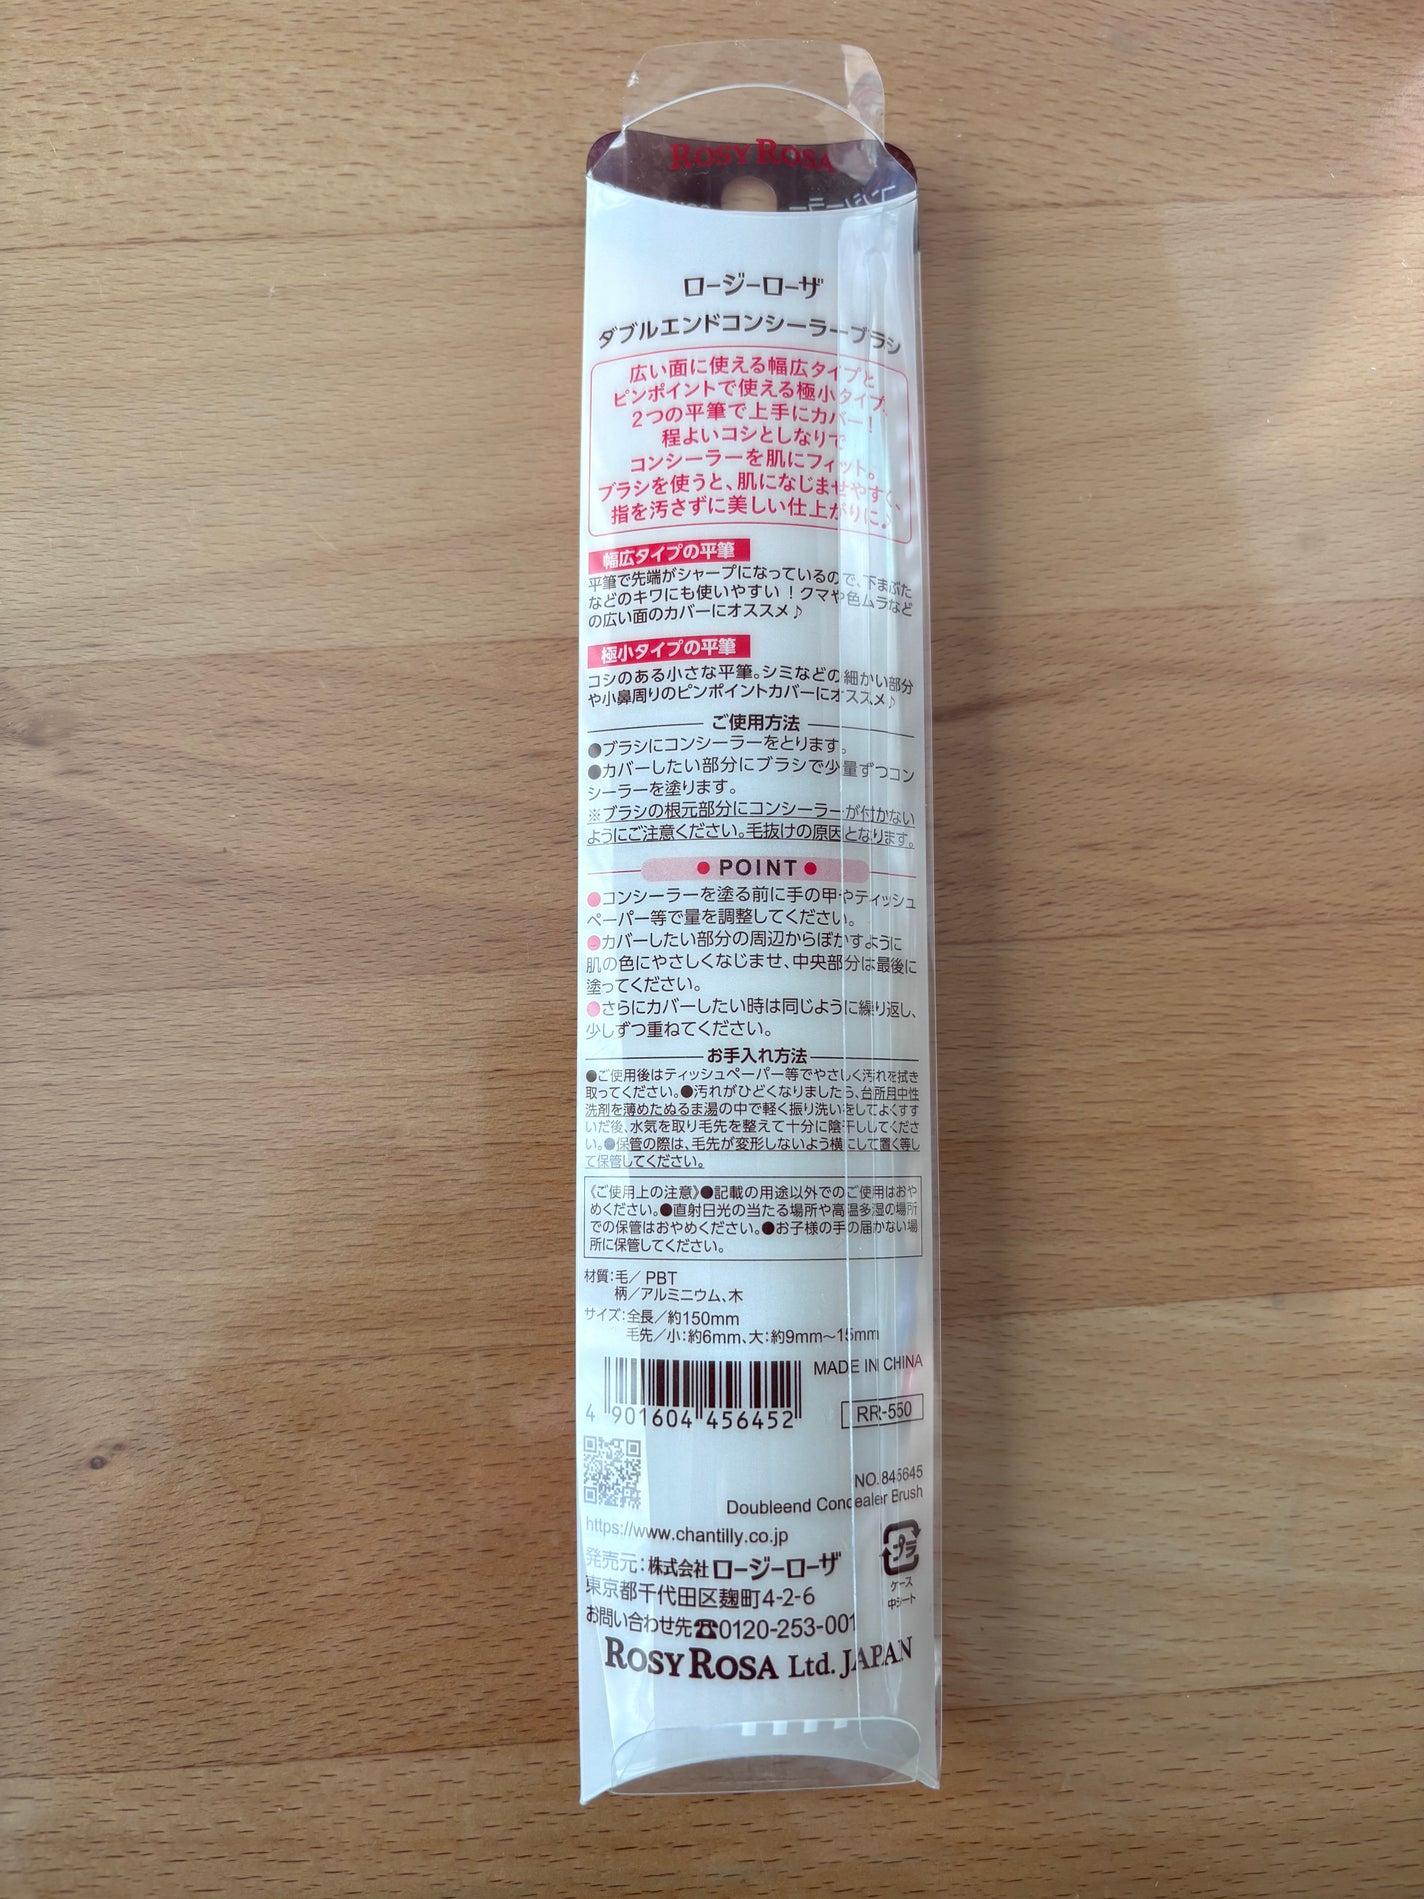 ROSY ROSA
ロージーローザ
ダブルエンドコンシーラーブラシ
広い面に使える幅広タイプと
ピンポイントで使える極小タイプ、
2つの平筆で上手にカバー！
程よいコシとしなりで
コンシーラーを肌にフィット。
ブラシを使うと、肌になじませやすく、
指を汚さずに美しい仕上がりに♪
幅広タイプの平筆
平筆で先端がシャープになっているので、下まぶた
などのキワにも使いやすい！クマや色ムラなど
の広い面のカバーにオススメ♪
極小タイプの平筆
コシのある小さな平筆。シミなどの細かい部分
や小鼻周りのピンポイントカバーにオススメ♪
ご使用方法
●ブラシにコンシーラーをとります。
●カバーしたい部分にブラシで少量ずつコン
シーラーを塗ります。
※ブラシの根元部分にコンシーラーが付かない
ようにご注意ください。毛抜けの原因となります。
●POINT●
●コンシーラーを塗る前に手の甲やティッシュ
ペーパー等で量を調整してください。
●カバーしたい部分の周辺からぼかすように
肌の色にやさしくなじませ、中央部分は最後に
塗ってください。
●さらにカバーしたい時は同じように繰り返し、
少しずつ重ねてください。
お手入れ方法
●ご使用後はティッシュペーパー等でやさしく汚れを拭き
取ってください。●汚れがひどくなりましたら、台所用中性
洗剤を薄めたぬるま湯の中で軽く振り洗いをしてよくすす
いだ後、水気を取り毛先を整えて十分に陰干ししてくださ
い。●保管の際は、毛先が変形しないよう横にして置く等し
て保管してください。
《ご使用上の注意》●記載の用途以外でのご使用はおや
めください。●直射日光の当たる場所や高温多湿の場所
での保管はおやめください。●お子様の手の届かない場
所に保管してください。
材質：毛／PBT
柄／アルミニウム、木
サイズ：全長／約150mm
毛先／小：約6mm、大：約9mm〜15mm
MADE IN CHINA
4 901604 456452
RR-550
NO.845645
Doubleend Concealer Brush
https://www.chantilly.co.jp
発売元：株式会社ロージーローザ
東京都千代田区麹町4-2-6
お問い合わせ先☎0120-253-001
プラ
ケース
中シート
ROSY ROSA Ltd. JAPAN